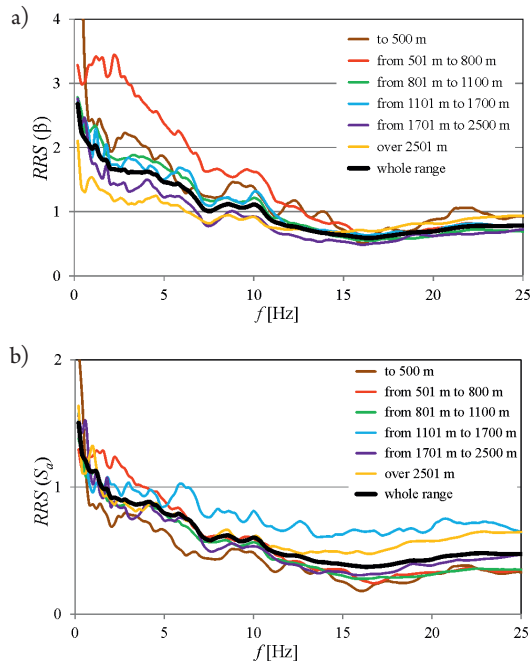 a)
4
3
2
1
0
RRS (β)
to 500 m
from 501 m to 800 m
from 801 m to 1100 m
from 1101 m to 1700 m
from 1701 m to 2500 m
over 2501 m
whole range
0 5 10 15 20 25
f [Hz]
b)
2
1
0
RRS (Sa)
to 500 m
from 501 m to 800 m
from 801 m to 1100 m
from 1101 m to 1700 m
from 1701 m to 2500 m
over 2501 m
whole range
0 5 10 15 20 25
f [Hz]